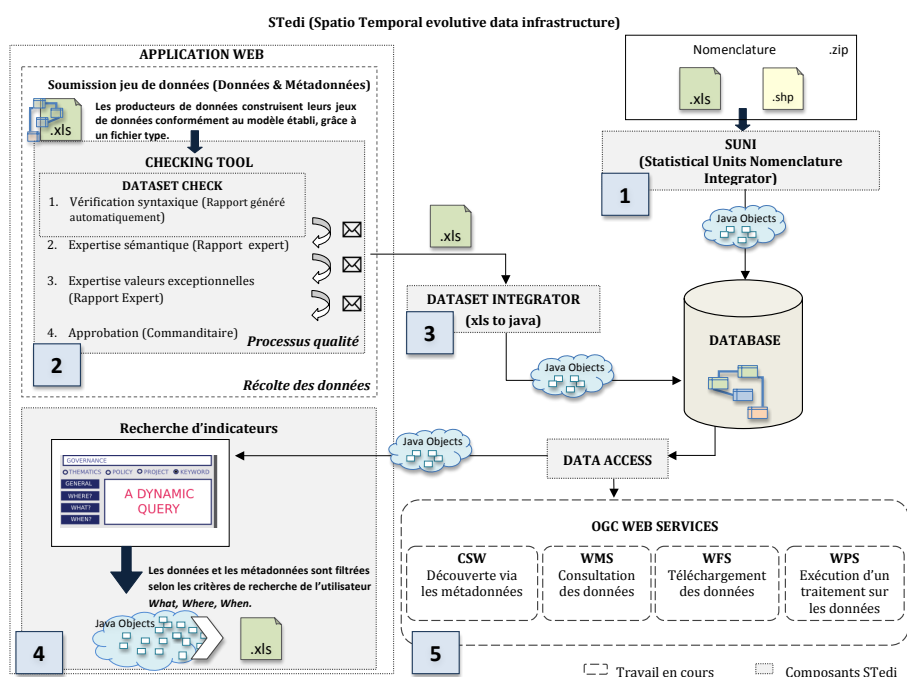 STedi (Spatio Temporal evolutive data infrastructure)
APPLICATION WEB
Soumission jeu de données (Données & Métadonnées)
.xls
Les producteurs de données construisent leurs jeux
de données conformément au modèle établi, grâce à
un fichier type.
CHECKING TOOL
DATASET CHECK
1. Vérification syntaxique (Rapport généré
automatiquement)
2. Expertise sémantique (Rapport expert)
3. Expertise valeurs exceptionnelles
(Rapport Expert)
4. Approbation (Commanditaire)
Processus qualité
2
Récolte des données
.xls
DATASET INTEGRATOR
(xls to java)
3
Java Objects
Nomenclature .zip
.xls
.shp
SUNI
(Statistical Units Nomenclature
Integrator)
1
Java Objects
DATABASE
Recherche d'indicateurs
GOVERNANCE
THEMATICS POLICY PROJECT KEYWORD
GENERAL
WHERE?
WHAT?
WHEN?
A DYNAMIC
QUERY
Les données et les métadonnées sont filtrées
selon les critères de recherche de l'utilisateur
What, Where, When.
Java Objects
.xls
4
Java Objects
DATA ACCESS
OGC WEB SERVICES
CSW
Découverte via
les métadonnées
WMS
Consultation
des données
WFS
Téléchargement
des données
WPS
Exécution d'un
traitement sur
les données
5
Travail en cours
Composants STedi